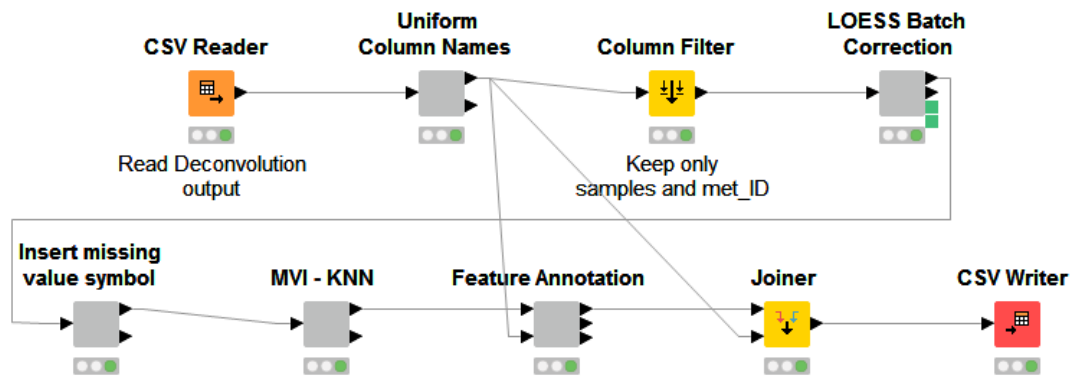 Uniform
LOESS Batch
CSV Reader
Column Names
Column Filter
Correction
Read Deconvolution
output
Keep only
samples and met_ID
Insert missing
value symbol
MVI - KNN
Feature Annotation
Joiner
CSV Writer